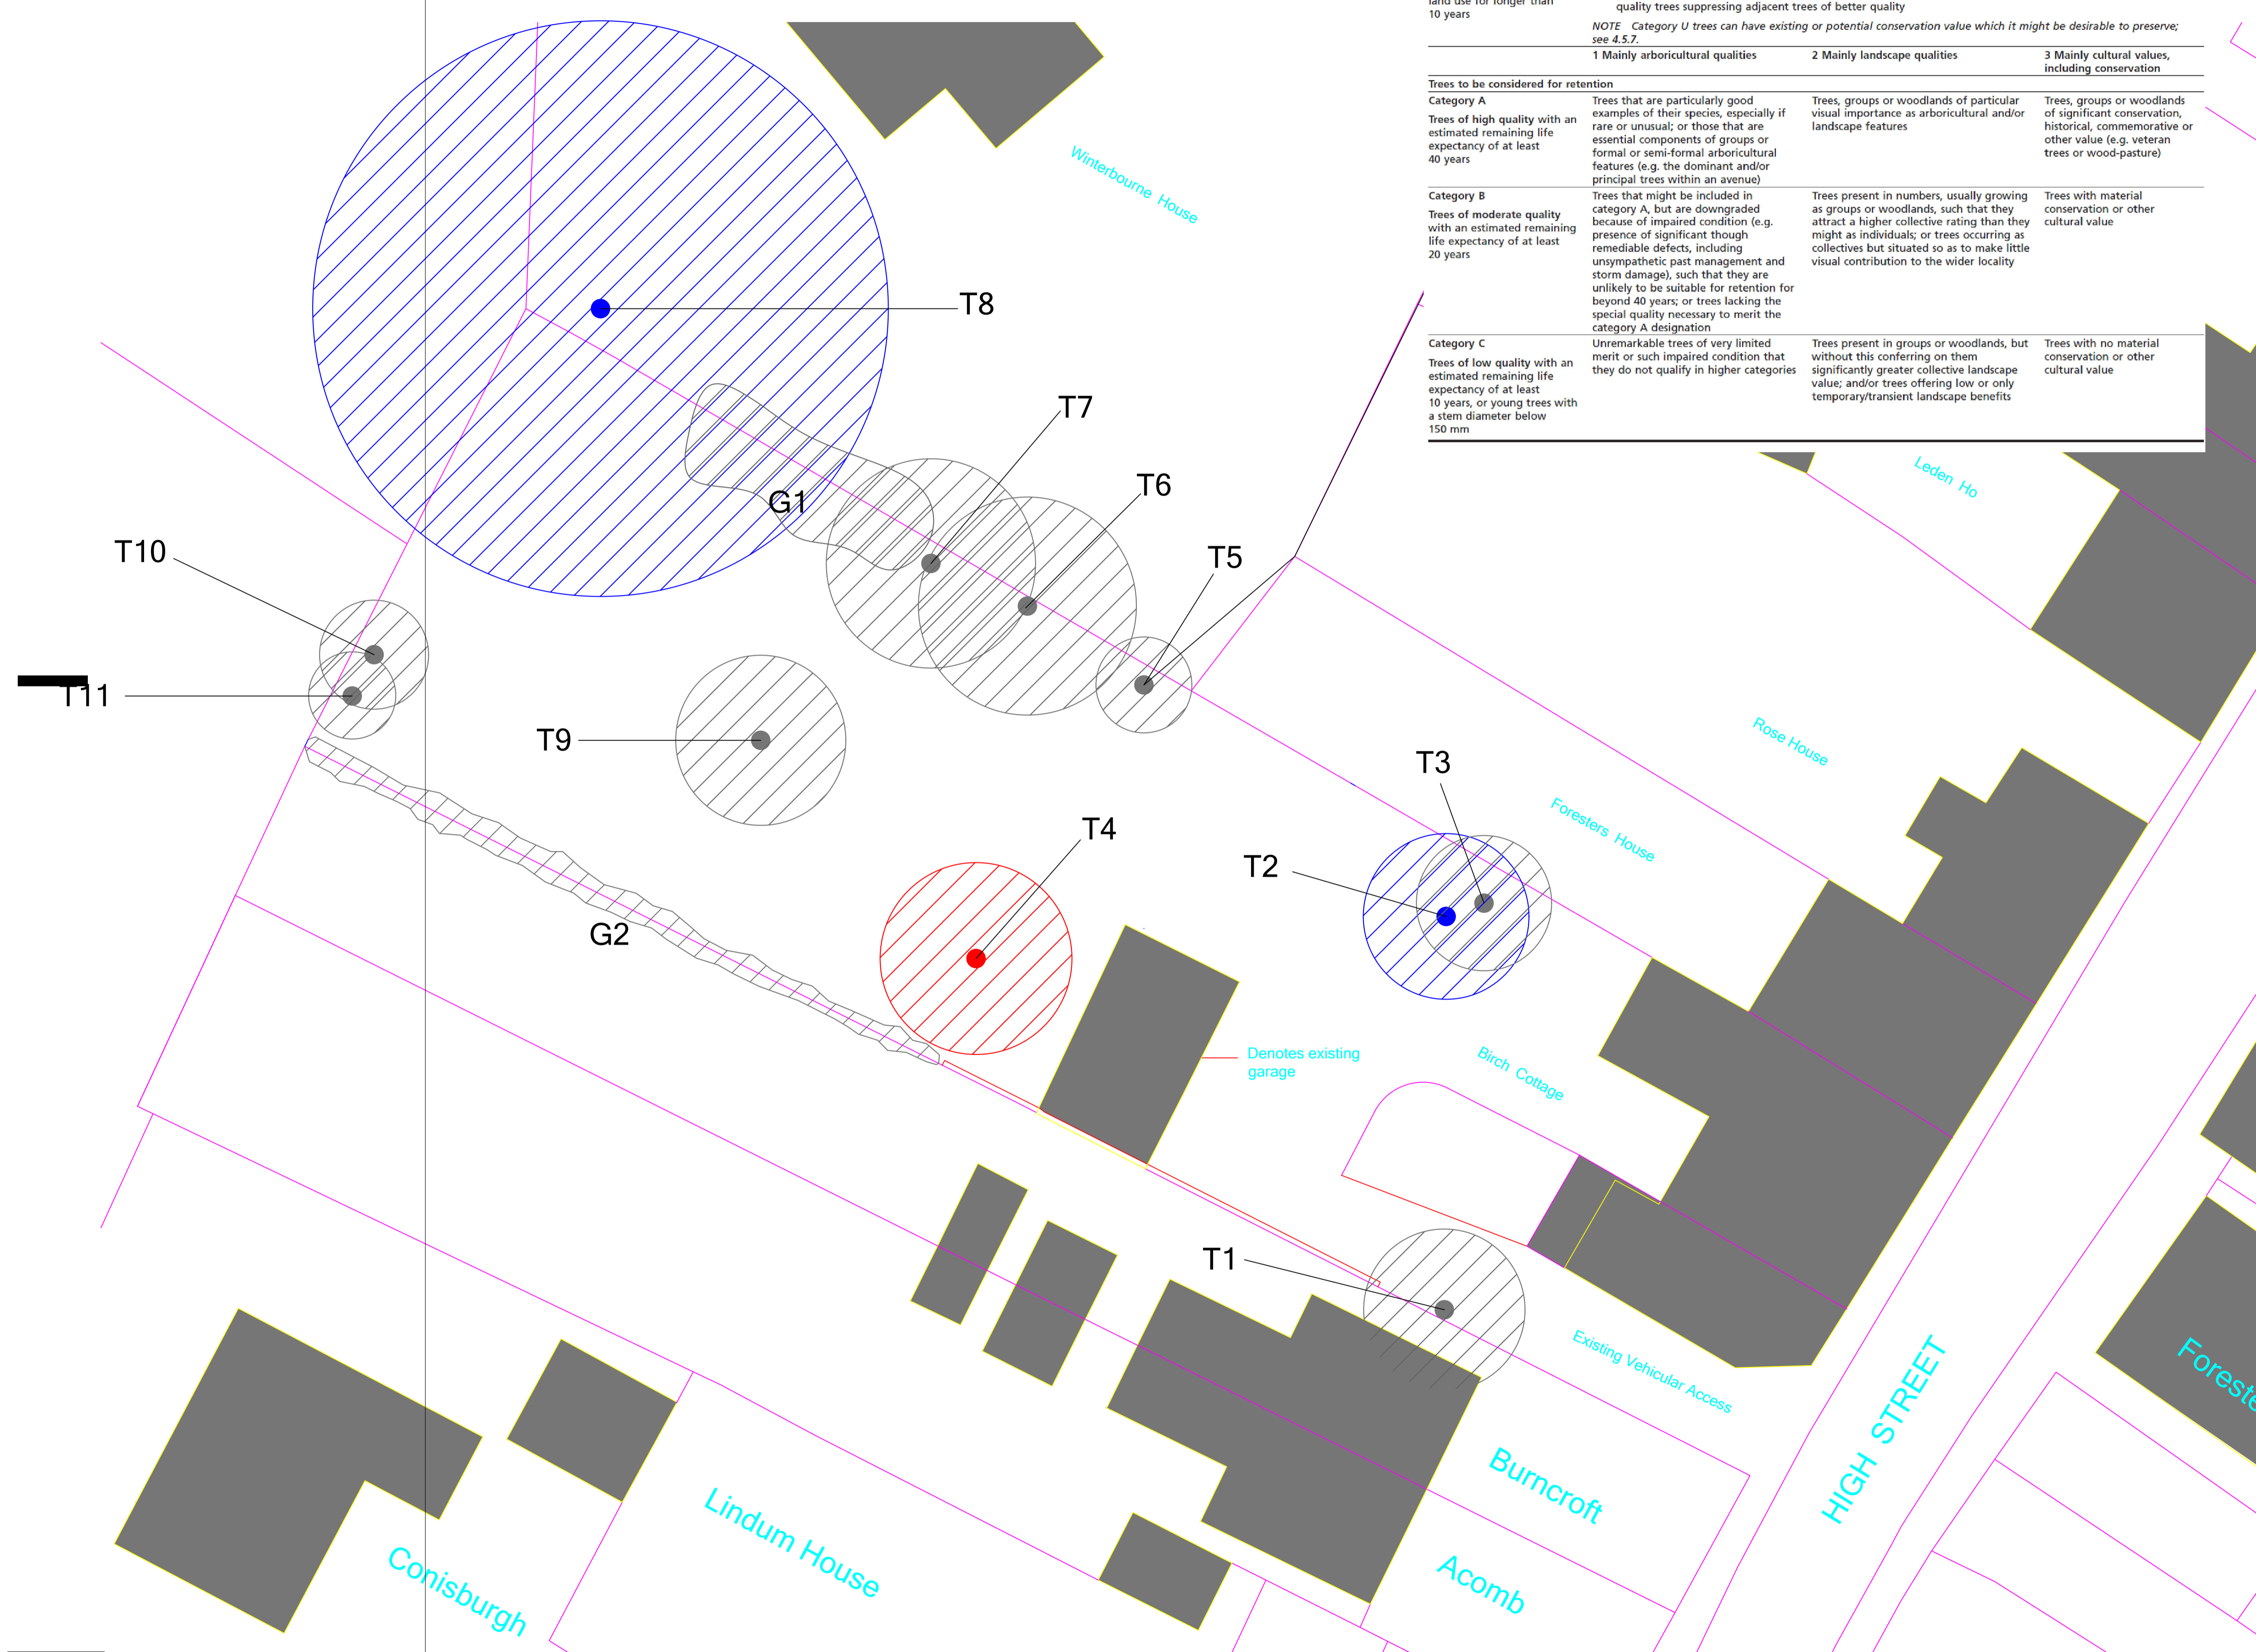 quality trees suppressing adjacent trees of better quality
land use for longer than
10 years
NOTE Category U trees can have existing or potential conservation value which it might be desirable to preserve;
see 4.5.7.
1 Mainly arboricultural qualities
2 Mainly landscape qualities
3 Mainly cultural values,
including conservation
Trees to be considered for retention
Category A
Trees of high quality with an
estimated remaining life
expectancy of at least
40 years
Trees that are particularly good
examples of their species, especially if
rare or unusual; or those that are
essential components of groups or
formal or semi-formal arboricultural
features (e.g. the dominant and/or
principal trees within an avenue)
Trees, groups or woodlands of particular
visual importance as arboricultural and/or
landscape features
Trees, groups or woodlands
of significant conservation,
historical, commemorative or
other value (e.g. veteran
trees or wood-pasture)
Category B
Trees of moderate quality
with an estimated remaining
life expectancy of at least
20 years
Trees that might be included in
category A, but are downgraded
because of impaired condition (e.g.
presence of significant though
remediable defects, including
unsympathetic past management and
storm damage), such that they are
unlikely to be suitable for retention for
beyond 40 years; or trees lacking the
special quality necessary to merit the
category A designation
Trees present in numbers, usually growing
as groups or woodlands, such that they
attract a higher collective rating than they
might as individuals; or trees occurring as
collectives but situated so as to make little
visual contribution to the wider locality
Trees with material
conservation or other
cultural value
Category C
Trees of low quality with an
estimated remaining life
expectancy of at least
10 years, or young trees with
a stem diameter below
150 mm
Unremarkable trees of very limited
merit or such impaired condition that
they do not qualify in higher categories
Trees present in groups or woodlands, but
without this conferring on them
significantly greater collective landscape
value; and/or trees offering low or only
temporary/transient landscape benefits
Trees with no material
conservation or other
cultural value
Winterbourne House
T8
T7
T6
G1
T5
T10
T11
T9
Leden Ho
Rose House
T3
Foresters House
T4
T2
G2
Denotes existing
garage
Birch Cottage
T1
Existing Vehicular Access
HIGH STREET
Foreste
Burncroft
Lindum House
Acomb
Conisburgh